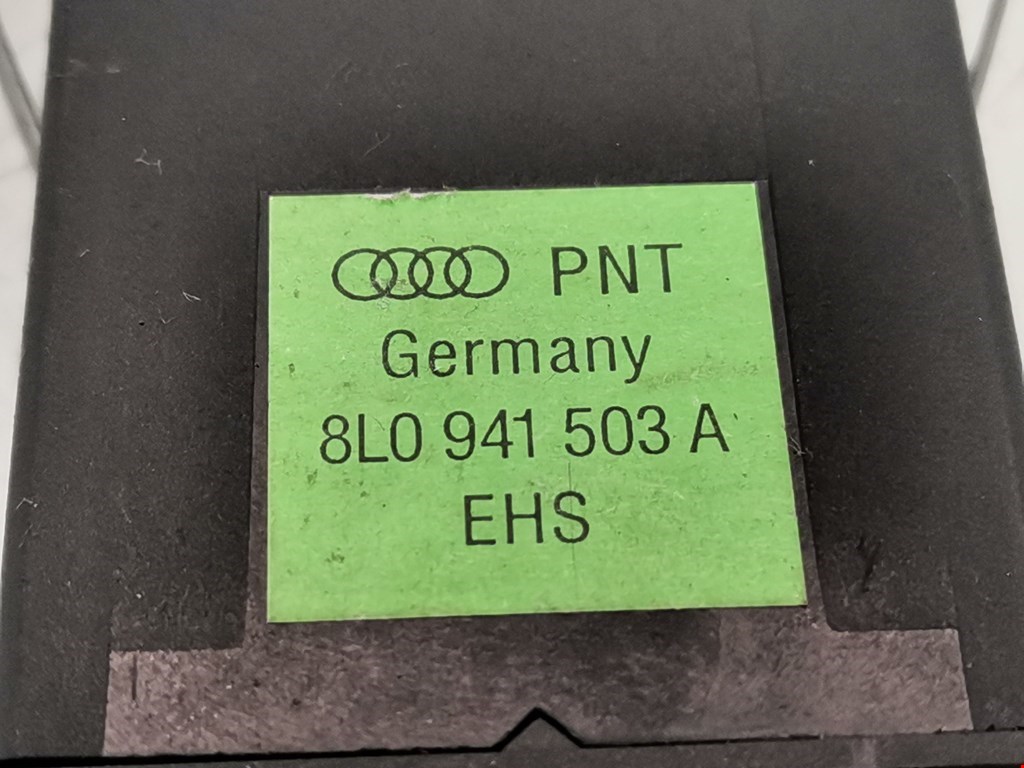 PNT
Germany
8L0 941 503 A
EHS